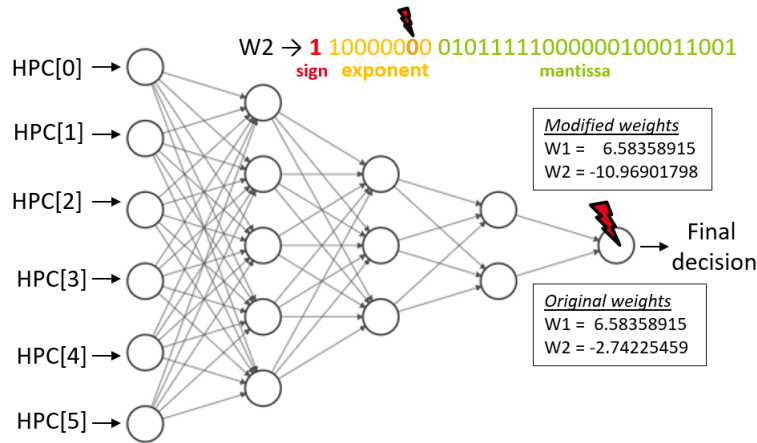 W2 → 1 10000000 01011111000000100011001
sign exponent mantissa
HPC[0]
HPC[1]
HPC[2]
HPC[3]
HPC[4]
HPC[5]
Modified weights
W1 = 6.58358915
W2 = -10.96901798
Final
decision
Original weights
W1 = 6.58358915
W2 = -2.74225459